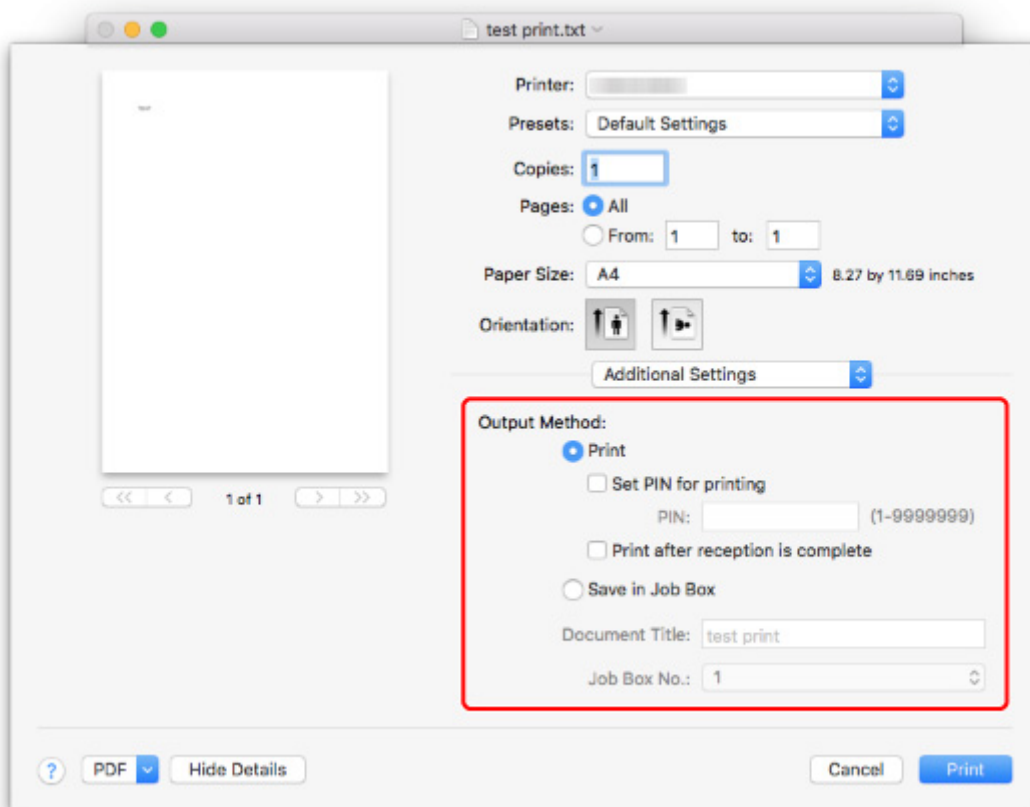 test print.txt
Printer:
Presets: Default Settings
Copies: 1
Pages: All
From: 1 to: 1
Paper Size: A4 8.27 by 11.69 inches
Orientation:
Additional Settings
Output Method:
Print
Set PIN for printing
PIN: (1-9999999)
Print after reception is complete
Save in Job Box
Document Title: test print
Job Box No.: 1
<< < 1 of 1 > >>
? PDF Hide Details Cancel Print